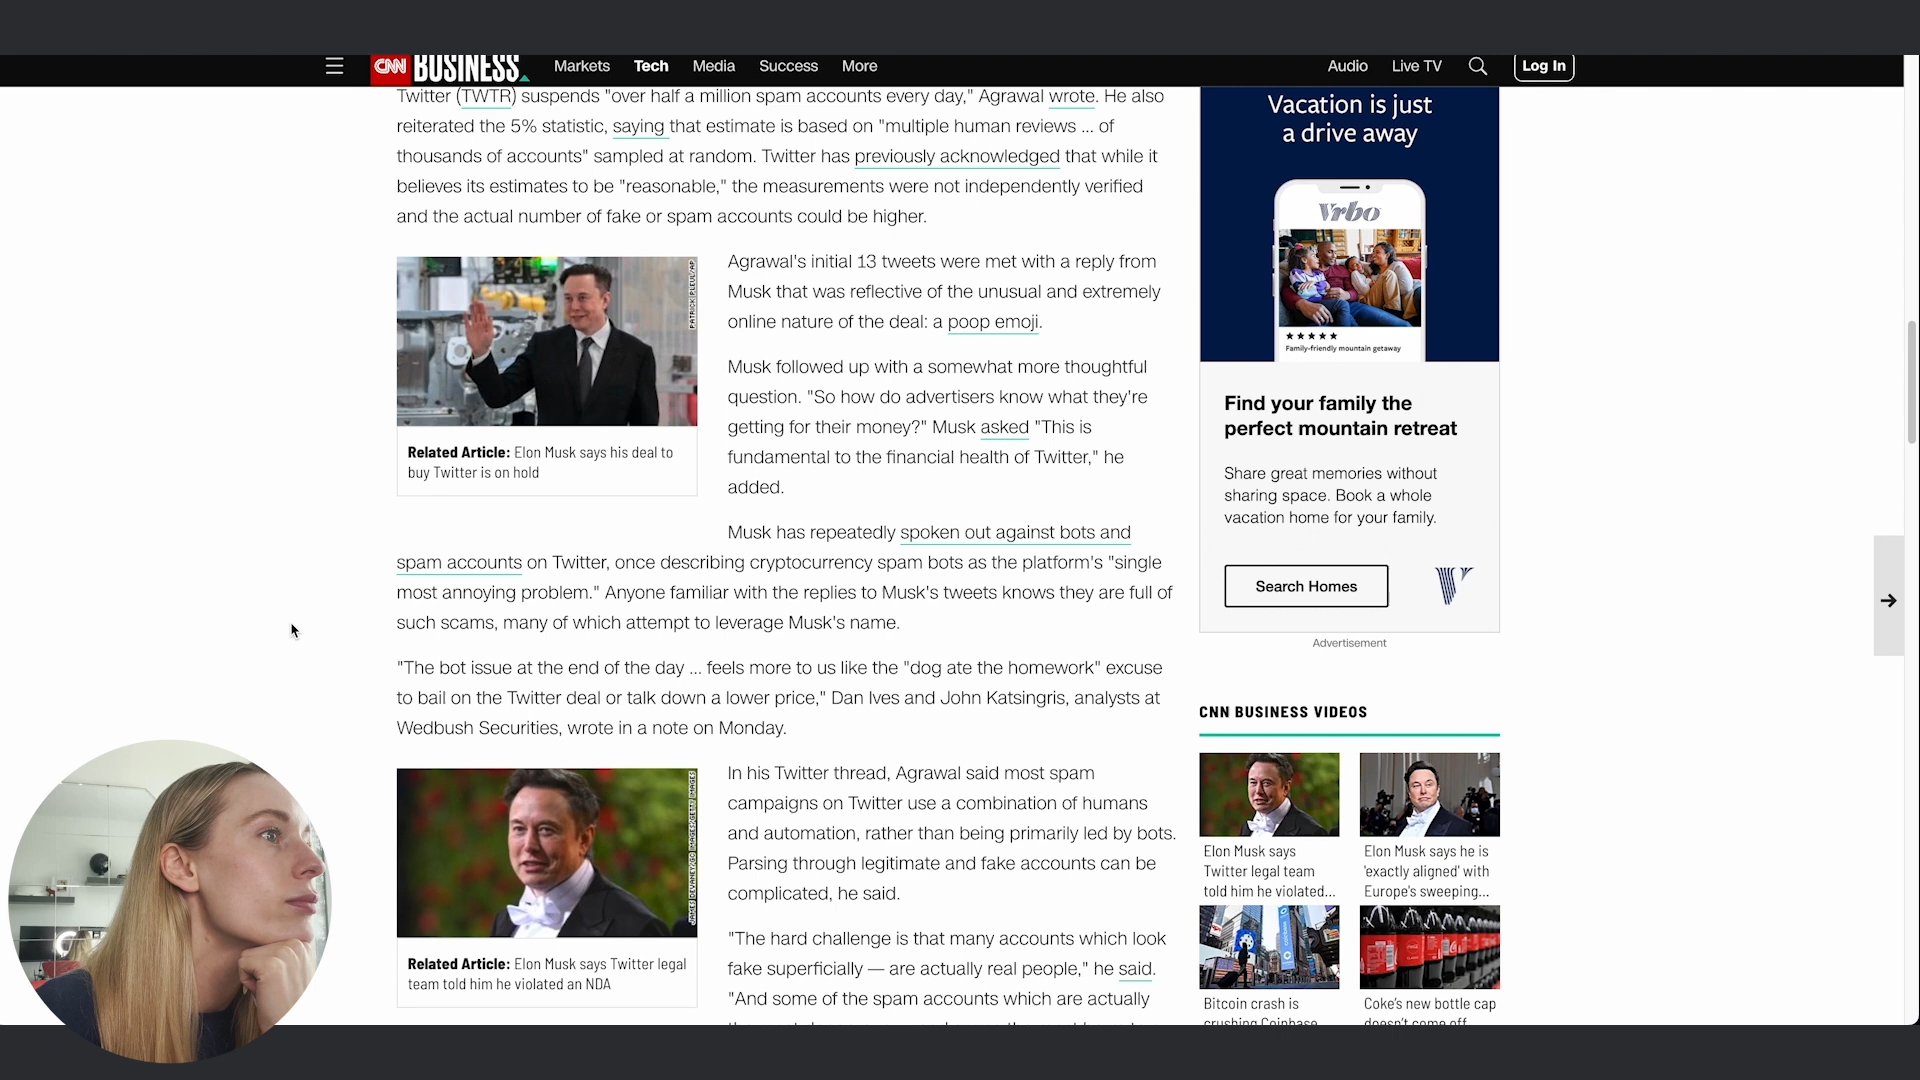 CNN BUSINESS
Markets
Tech
Media
Success
More
Audio
Live TV
Log In
Twitter (TWTR) suspends "over half a million spam accounts every day," Agrawal wrote. He also
reiterated the 5% statistic, saying that estimate is based on "multiple human reviews ... of
thousands of accounts" sampled at random. Twitter has previously acknowledged that while it
believes its estimates to be "reasonable," the measurements were not independently verified
and the actual number of fake or spam accounts could be higher.
PATRICK PLEUL/AP
Related Article: Elon Musk says his deal to
buy Twitter is on hold
Agrawal's initial 13 tweets were met with a reply from
Musk that was reflective of the unusual and extremely
online nature of the deal: a poop emoji.
Musk followed up with a somewhat more thoughtful
question. "So how do advertisers know what they're
getting for their money?" Musk asked "This is
fundamental to the financial health of Twitter," he
added.
Musk has repeatedly spoken out against bots and
spam accounts on Twitter, once describing cryptocurrency spam bots as the platform's "single
most annoying problem." Anyone familiar with the replies to Musk's tweets knows they are full of
such scams, many of which attempt to leverage Musk's name.
"The bot issue at the end of the day ... feels more to us like the "dog ate the homework" excuse
to bail on the Twitter deal or talk down a lower price," Dan Ives and John Katsingris, analysts at
Wedbush Securities, wrote in a note on Monday.
JAMES DEVANEY/GC IMAGES/GETTY IMAGES
Related Article: Elon Musk says Twitter legal
team told him he violated an NDA
In his Twitter thread, Agrawal said most spam
campaigns on Twitter use a combination of humans
and automation, rather than being primarily led by bots.
Parsing through legitimate and fake accounts can be
complicated, he said.
"The hard challenge is that many accounts which look
fake superficially — are actually real people," he said.
"And some of the spam accounts which are actually
Vacation is just
a drive away
Vrbo
Family-friendly mountain getaway
Find your family the
perfect mountain retreat
Share great memories without
sharing space. Book a whole
vacation home for your family.
Search Homes
Advertisement
CNN BUSINESS VIDEOS
Elon Musk says
Twitter legal team
told him he violated...
Elon Musk says he is
'exactly aligned' with
Europe's sweeping...
Bitcoin crash is
crushing Coinbase
Coke's new bottle cap
doesn't come off